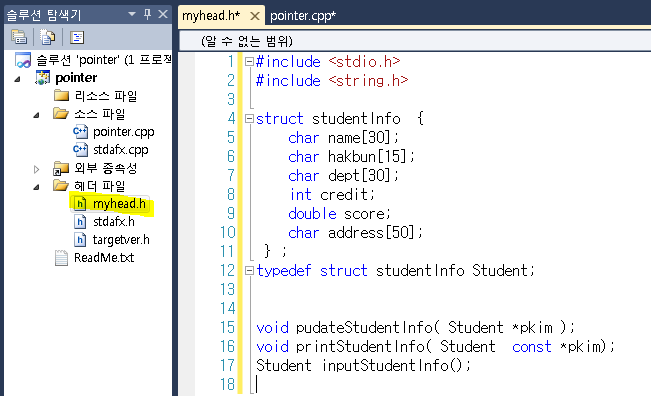 솔루션 탐색기
솔루션 'pointer' (1 프로젝
pointer
리소스 파일
소스 파일
pointer.cpp
stdafx.cpp
외부 종속성
헤더 파일
myhead.h
stdafx.h
targetver.h
ReadMe.txt
myhead.h* pointer.cpp*
(알 수 없는 범위)
1 #include <stdio.h>
2 #include <string.h>
3
4 struct studentInfo  {
5     char name[30];
6     char hakbun[15];
7     char dept[30];
8     int credit;
9     double score;
10     char address[50];
11  } ;
12 typedef struct studentInfo Student;
13
14
15 void pudateStudentInfo( Student *pkim );
16 void printStudentInfo( Student  const *pkim);
17 Student inputStudentInfo();
18